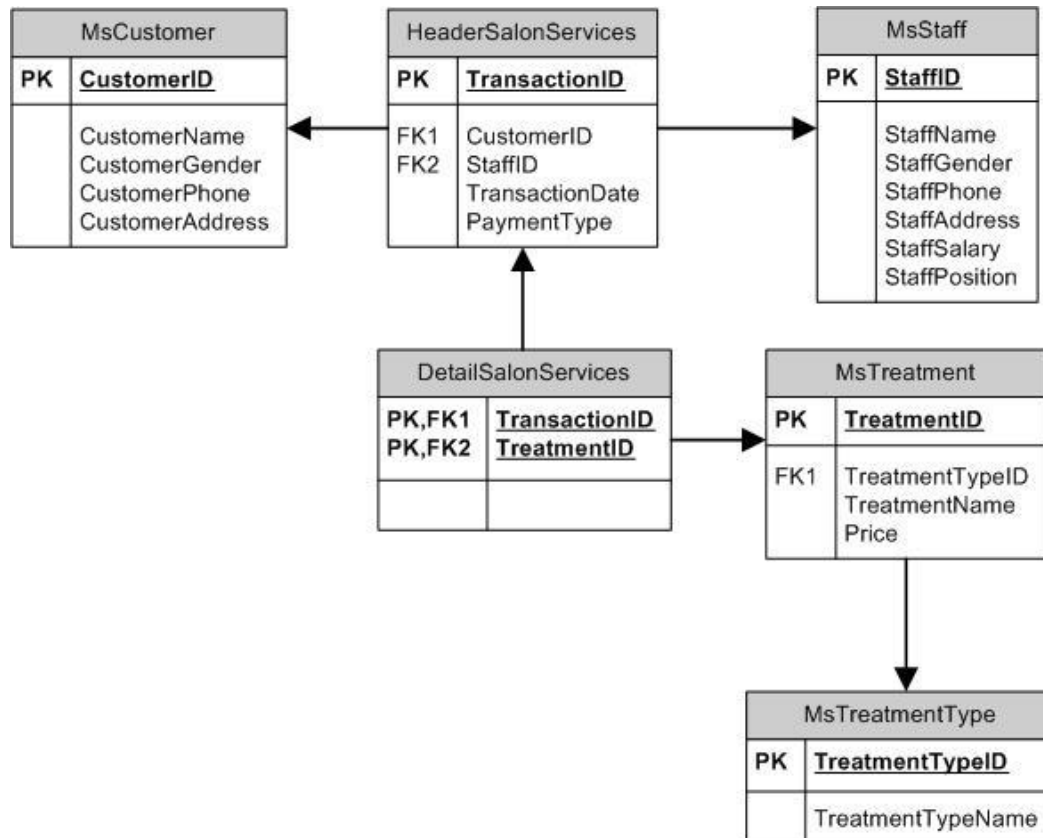 MsCustomer
PK CustomerID
CustomerName
CustomerGender
CustomerPhone
CustomerAddress
HeaderSalonServices
PK TransactionID
FK1 CustomerID
FK2 StaffID
TransactionDate
PaymentType
MsStaff
PK StaffID
StaffName
StaffGender
StaffPhone
StaffAddress
StaffSalary
StaffPosition
DetailSalonServices
PK,FK1 TransactionID
PK,FK2 TreatmentID
MsTreatment
PK TreatmentID
FK1 TreatmentTypeID
TreatmentName
Price
MsTreatmentType
PK TreatmentTypeID
TreatmentTypeName